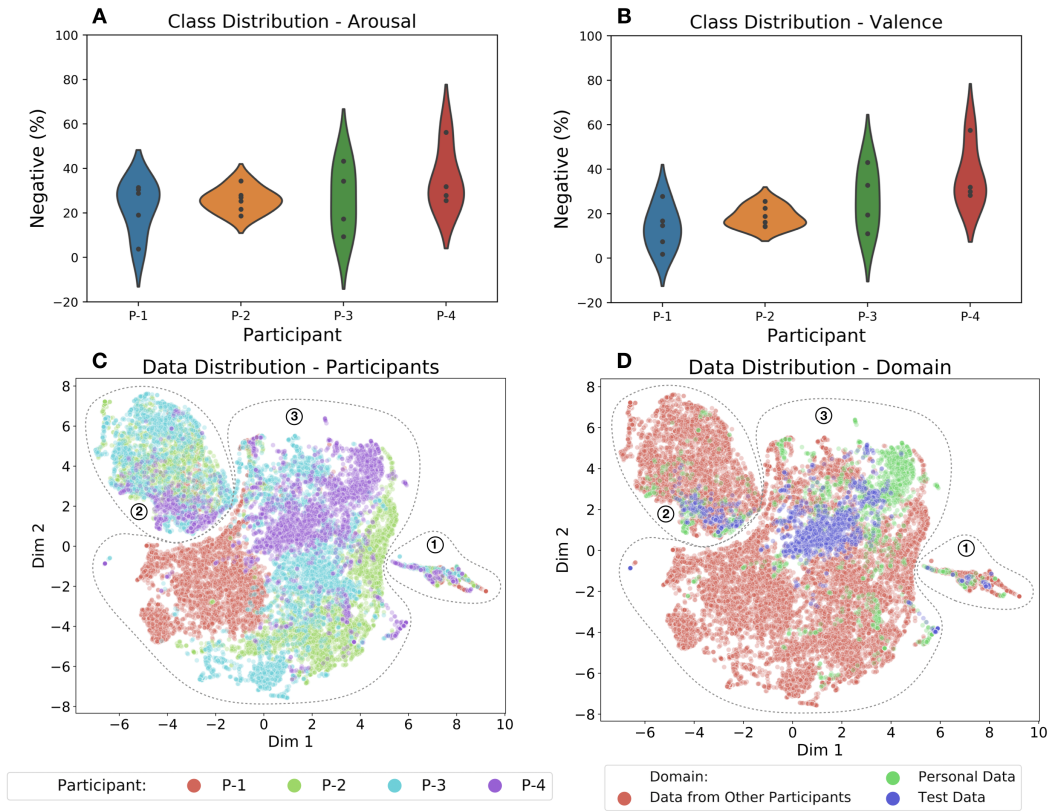 A
Class Distribution - Arousal
Negative (%)
100
80
60
40
20
0
−20
P-1 P-2 P-3 P-4
Participant
B
Class Distribution - Valence
Negative (%)
100
80
60
40
20
0
−20
P-1 P-2 P-3 P-4
Participant
C
Data Distribution - Participants
Dim 2
8
6
4
2
0
−2
−4
−6
−8
3
2
1
−6 −4 −2 0 2 4 6 8 10
Dim 1
Participant: P-1 P-2 P-3 P-4
D
Data Distribution - Domain
Dim 2
8
6
4
2
0
−2
−4
−6
−8
3
2
1
−6 −4 −2 0 2 4 6 8 10
Dim 1
Domain:
Data from Other Participants
Personal Data
Test Data